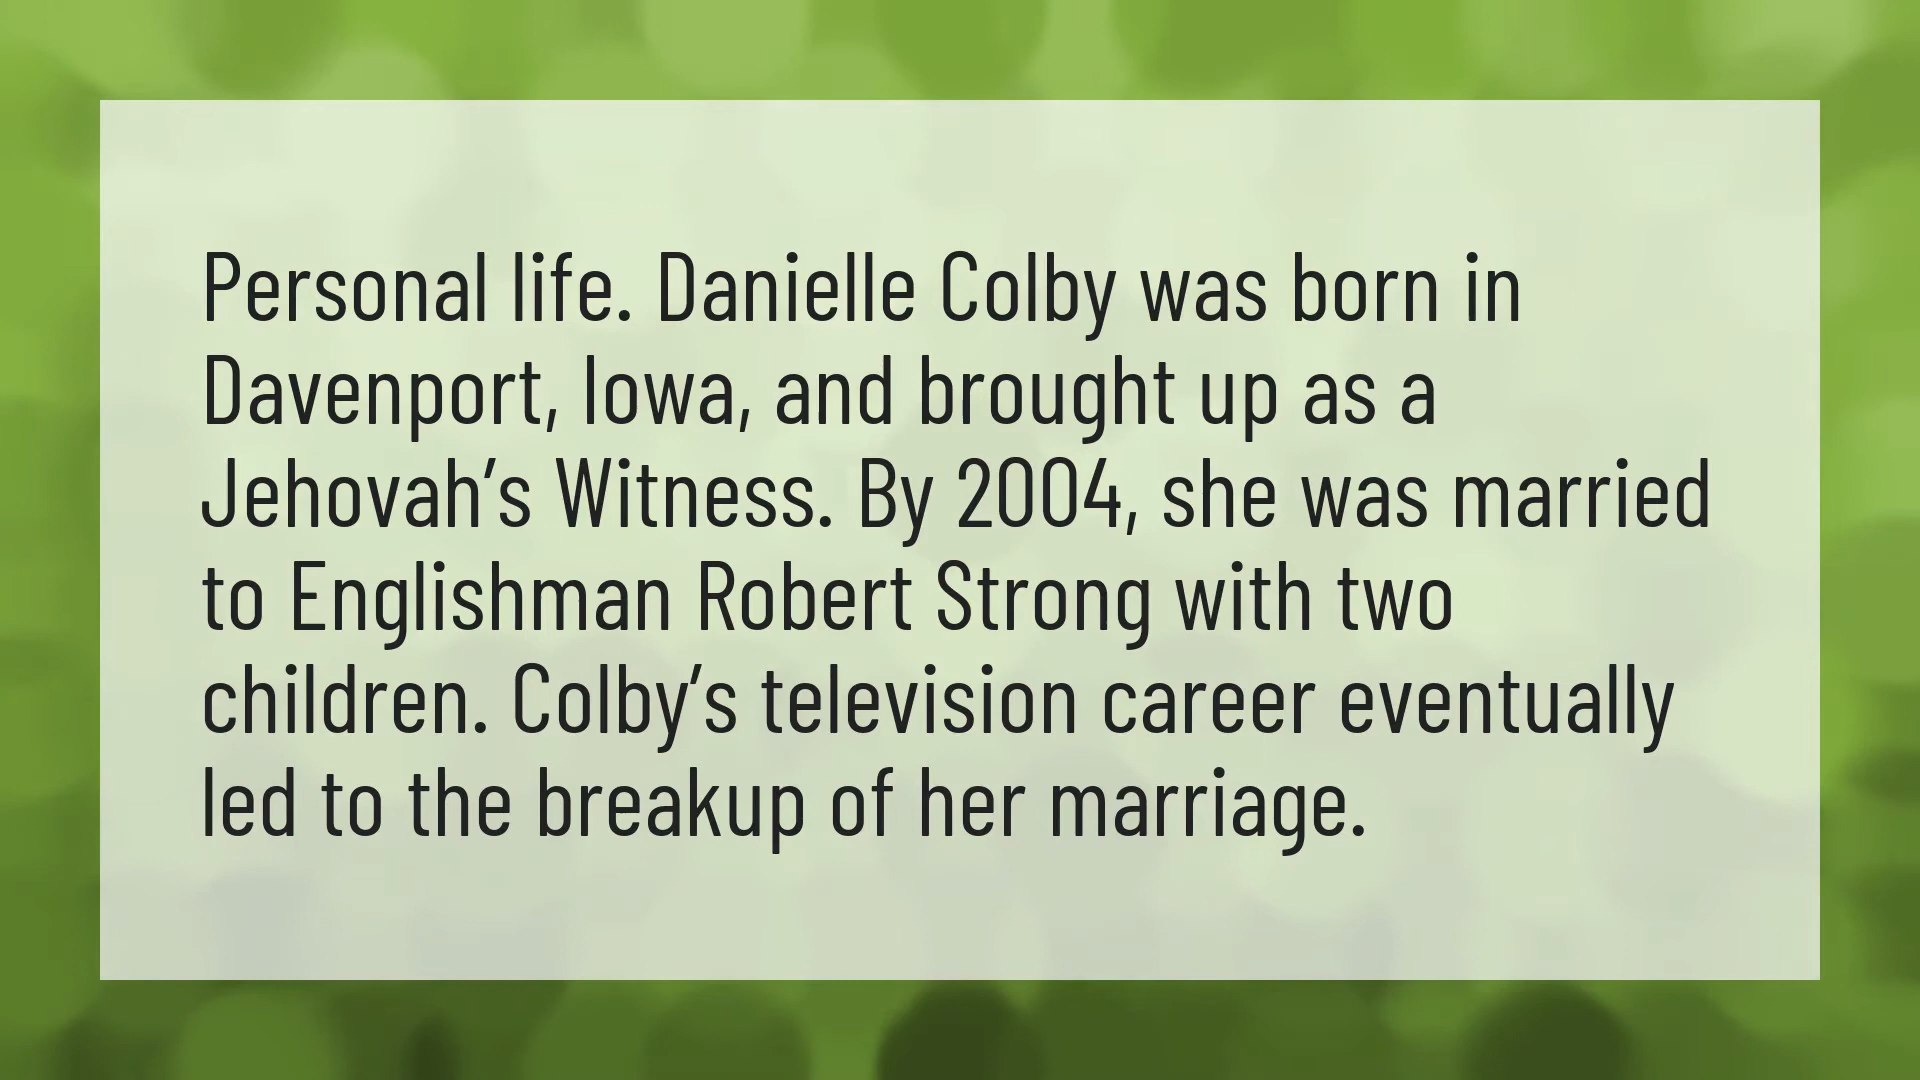 Personal life. Danielle Colby was born in
Davenport, Iowa, and brought up as a
Jehovah's Witness. By 2004, she was married
to Englishman Robert Strong with two
children. Colby's television career eventually
led to the breakup of her marriage.